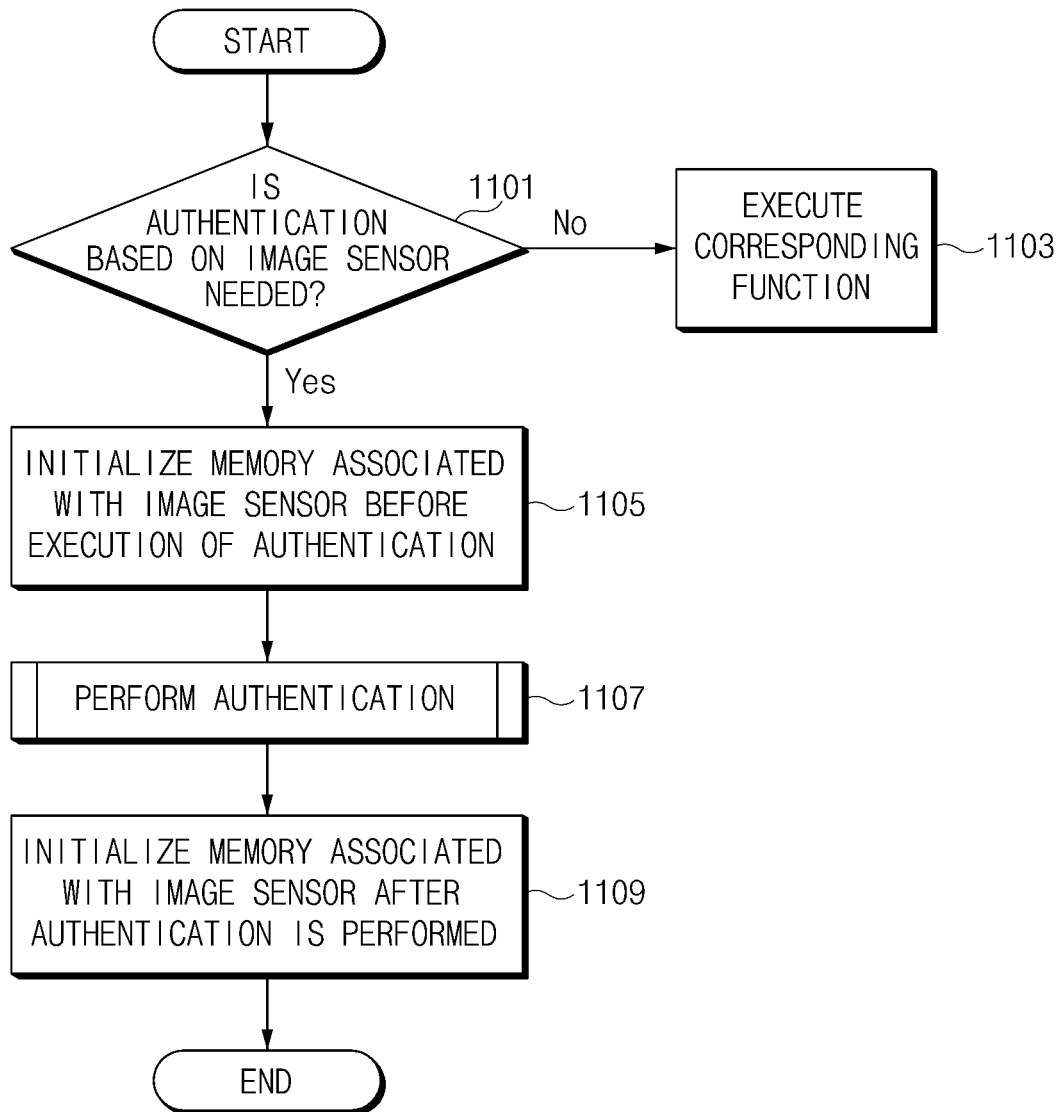 START
IS
AUTHENTICATION
BASED ON IMAGE SENSOR
NEEDED?
1101
No
EXECUTE
CORRESPONDING
FUNCTION
1103
Yes
INITIALIZE MEMORY ASSOCIATED
WITH IMAGE SENSOR BEFORE
EXECUTION OF AUTHENTICATION
1105
PERFORM AUTHENTICATION
1107
INITIALIZE MEMORY ASSOCIATED
WITH IMAGE SENSOR AFTER
AUTHENTICATION IS PERFORMED
1109
END